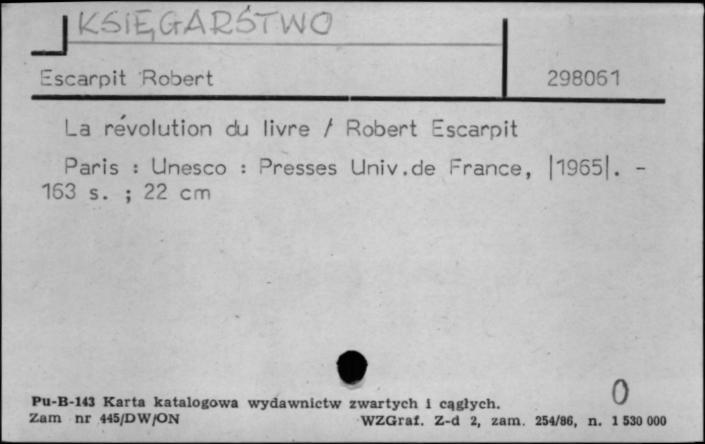 KSIĘGARSTWO
Escarpit Robert 298061
La révolution du livre / Robert Escarpit
Paris : Unesco : Presses Univ.de France, |1965|. -
163 s. ; 22 cm
0
Pu-B-143 Karta katalogowa wydawnictw zwartych i cągłych.
Zam nr 445/DW/ON WZGraf. Z-d 2, zam. 254/86, n. 1 530 000